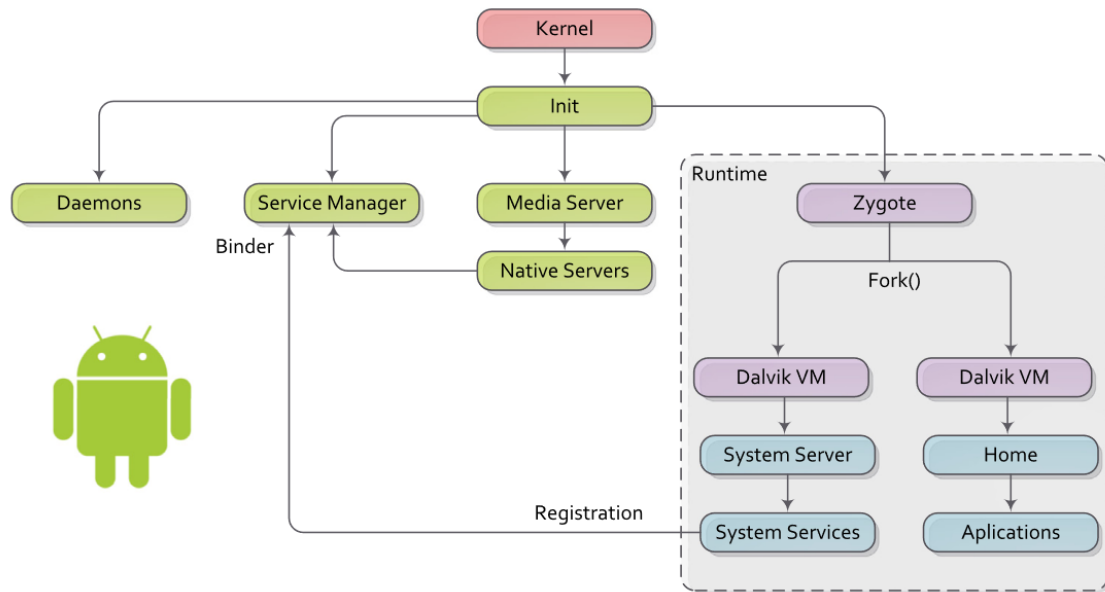 Kernel
Init
Runtime
Daemons
Service Manager
Media Server
Zygote
Binder
Native Servers
Fork()
Dalvik VM
Dalvik VM
System Server
Home
Registration
System Services
Aplications